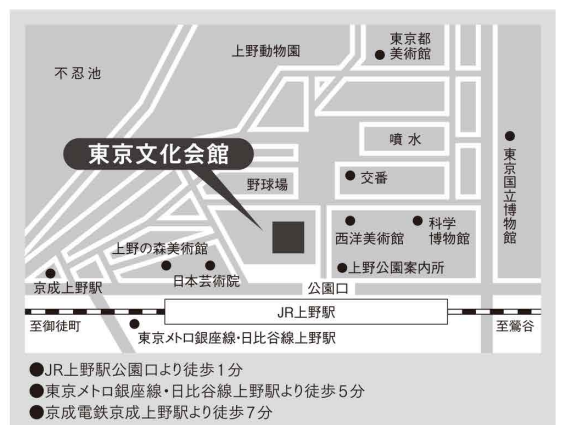 東京都
美術館
上野動物園
不忍池
噴水
東京文化会館
交番
東京国立博物館
野球場
西洋美術館
科学
博物館
上野の森美術館
日本芸術院
上野公園案内所
京成上野駅
公園口
JR上野駅
至御徒町
至鶯谷
東京メトロ銀座線・日比谷線上野駅
●JR上野駅公園口より徒歩1分
●東京メトロ銀座線・日比谷線上野駅より徒歩5分
●京成電鉄京成上野駅より徒歩7分